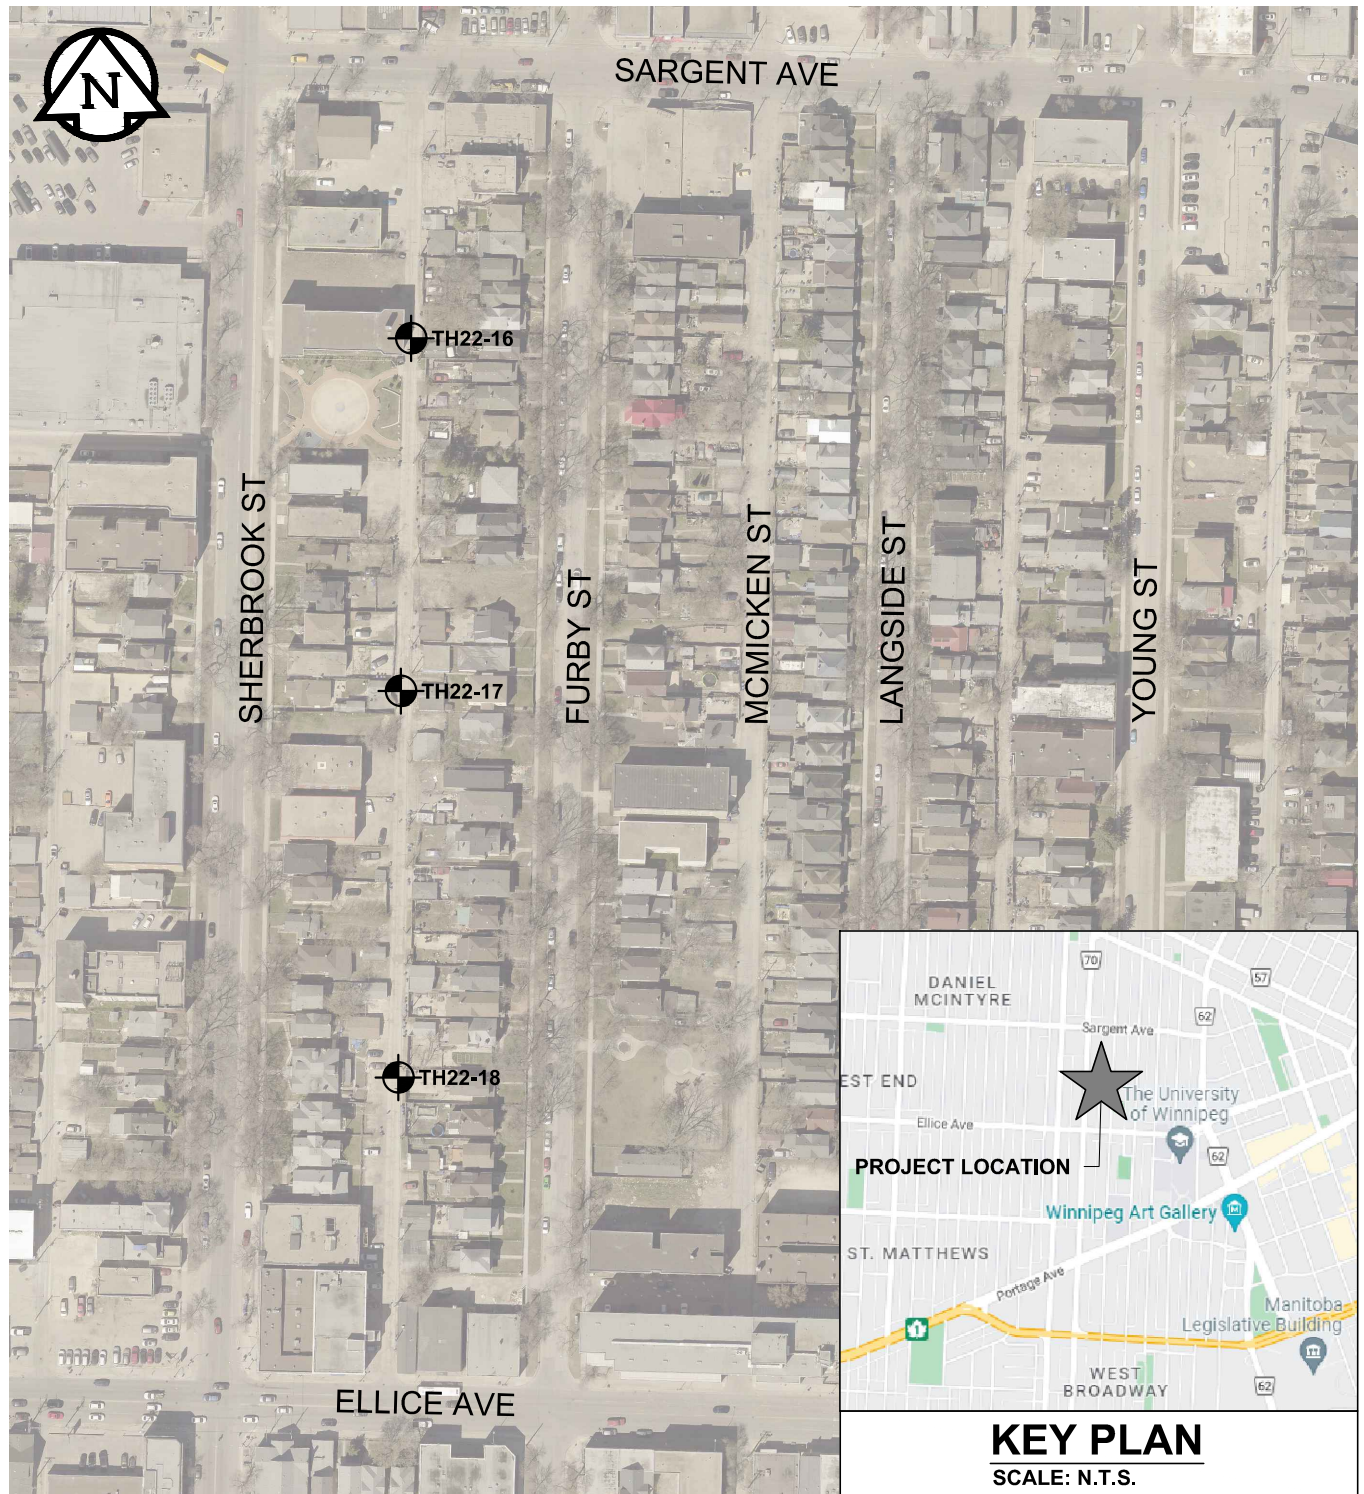 N
SARGENT AVE
TH22-16
SHERBROOK ST
FURBY ST
MCMICKEN ST
LANGSIDE ST
YOUNG ST
TH22-17
TH22-18
ELLICE AVE
70
57
DANIEL
MCINTYRE
62
Sargent Ave
EST END
The University
of Winnipeg
Ellice Ave
62
PROJECT LOCATION
Winnipeg Art Gallery
ST. MATTHEWS
Portage Ave
Manitoba
Legislative Building
1
WEST
BROADWAY
62
KEY PLAN
SCALE: N.T.S.